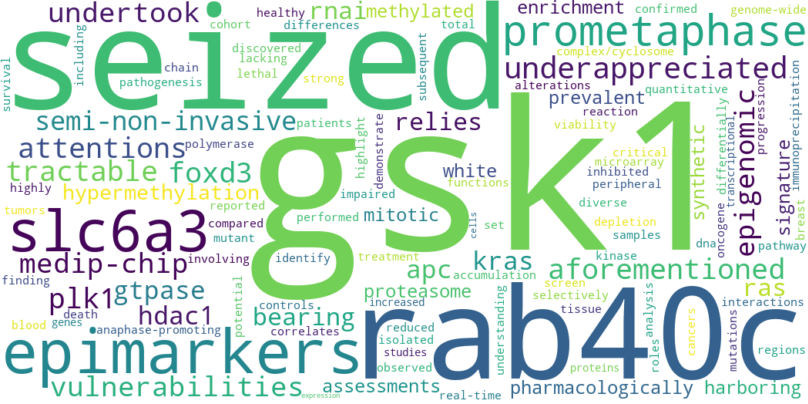 undertook
rnai
methylated
enrichment
confirmed
genome-wide
seized
prometaphase
cohort
healthy
differences
total
including
discovered
lacking
lethal
strong
subsequent
survival
chain
pathogenesis
complex/cyclosome
underappreciated
alterations
quantitative
semi-non-invasive
patients
relies
prevalent
reaction
viability
attentions
polymerase
highlight
demonstrate
white
critical
microarray
synthetic
differentially
transcriptional
epigenomic
progression
signature
immunoprecipitation
tractable
foxd3
gsk1
functions
inhibited
peripheral
highly
hypermethylation
impaired
diverse
tumors
reported
performed
mitotic
set
cells
depletion
oncogene
breast
slc6a3
compared
mutant
involving
identify
treatment
samples
dna
pathway
kinase
finding
medip-chip
apc
accumulation
kras
aforementioned
plk1
gtpase
potential
proteasome
screen
selectively
ras
death
hdac1
controls
bearing
increased
rab40c
understanding
tissue
analysis
interactions
blood
genes
anaphase-promoting
correlates
reduced
isolated
studies
observed
roles
mutations
cancers
regions
epimarkers
proteins
vulnerabilities
assessments
expression
real-time
pharmacologically
harboring